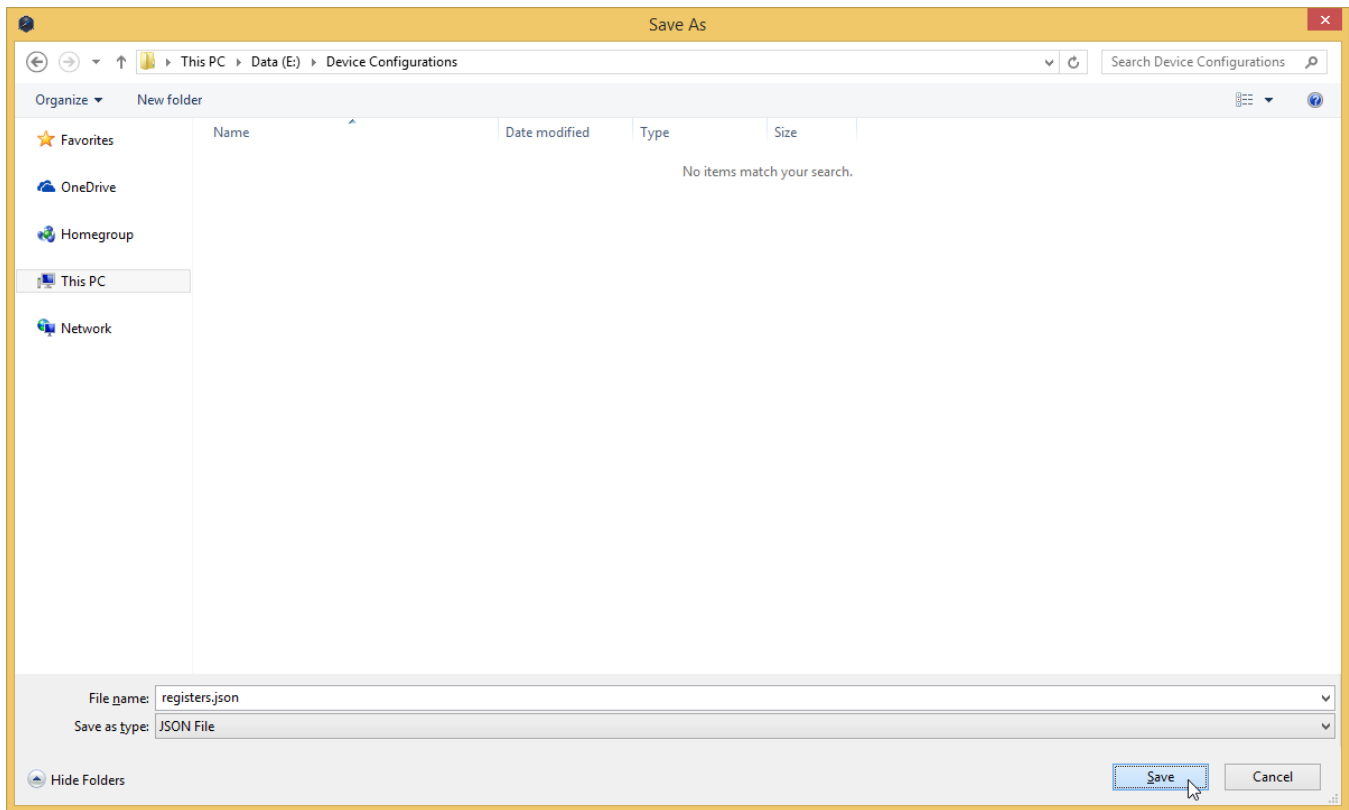 Save As
This PC Data (E:) Device Configurations
Search Device Configurations
Organize New folder
Favorites
OneDrive
Homegroup
This PC
Network
Name Date modified Type Size
No items match your search.
File name: registers.json
Save as type: JSON File
Hide Folders
Save Cancel